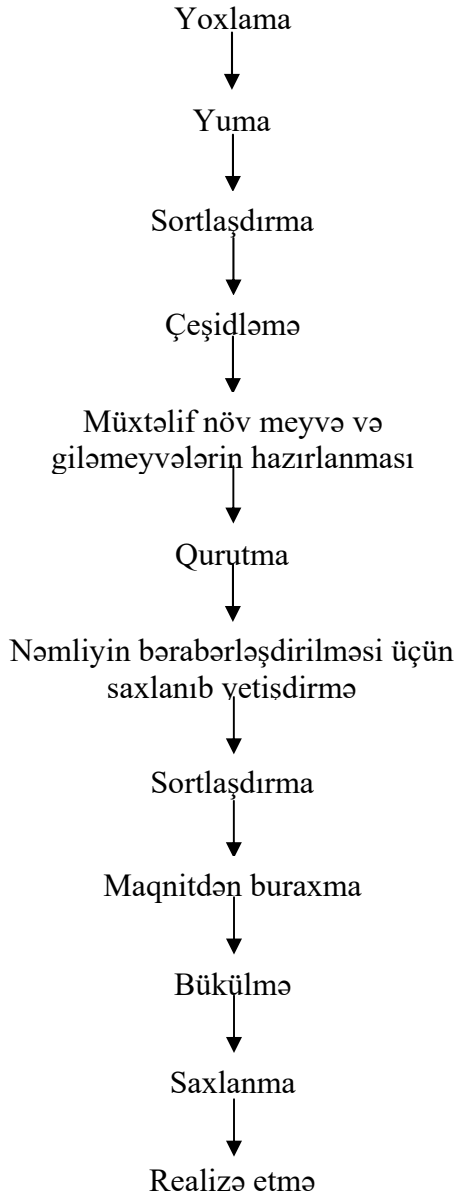 Yoxlama
Yuma
Sortlaşdırma
Çeşidləmə
Müxtəlif növ meyvə və
giləmeyvələrin hazırlanması
Qurutma
Nəmliyin bərabərləşdirilməsi üçün
saxlanıb yetişdirmə
Sortlaşdırma
Maqnitdən buraxma
Bükülmə
Saxlanma
Realizə etmə